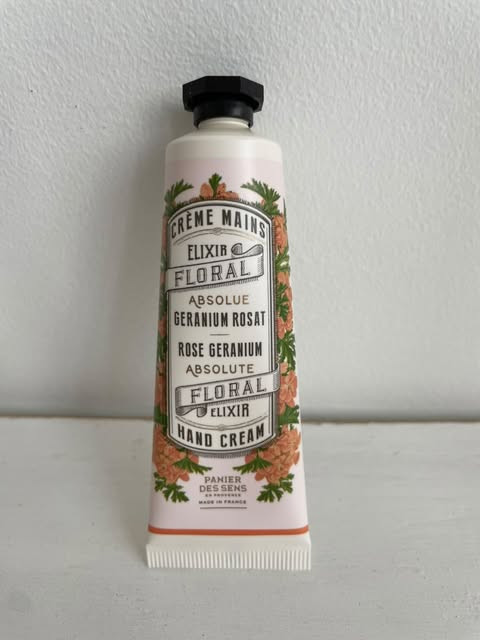 CRÈME MAINS
ELIXIR
FLORAL
ABSOLUE
GERANIUM ROSAT
ROSE GERANIUM
ABSOLUTE
FLORAL
ELIXIR
HAND CREAM
PANIER
DES SENS
EN PROVENCE
MADE IN FRANCE